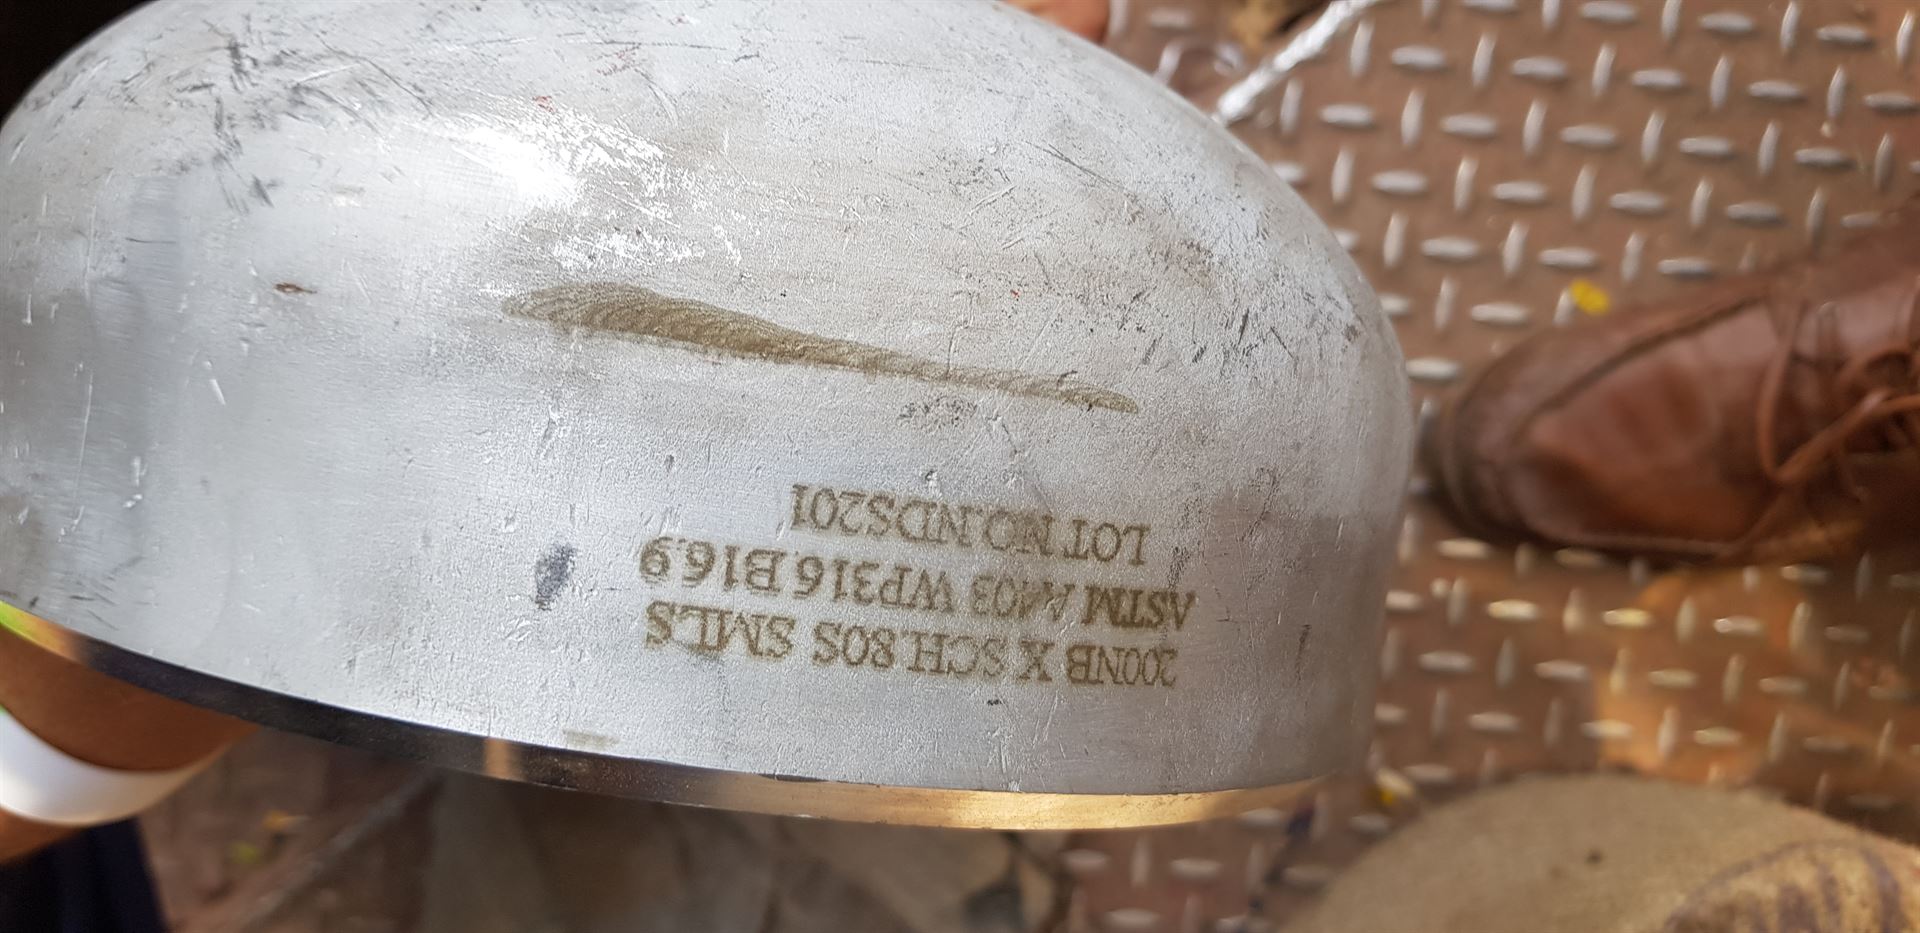 200NB X SCH.80S SMLS
ASTM A403 WP316.B16.9
LOT NO.NDS201